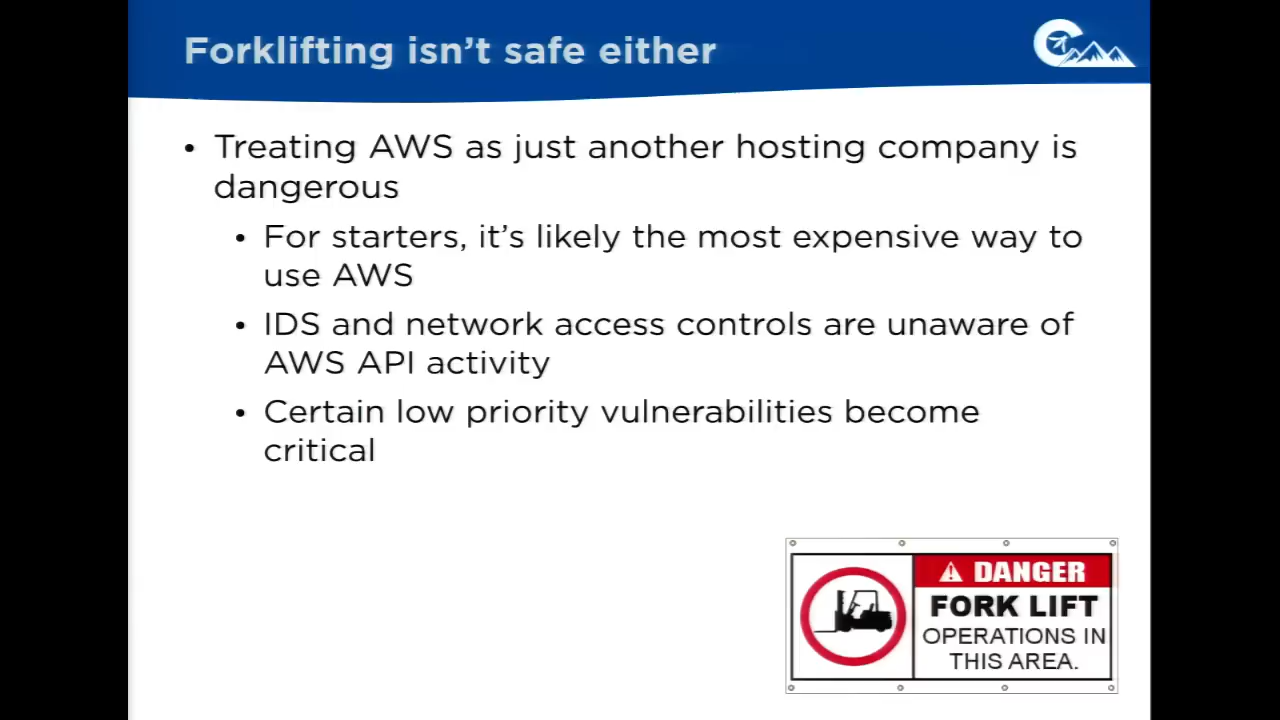 Forklifting isn't safe either
• Treating AWS as just another hosting company is
dangerous
• For starters, it's likely the most expensive way to
use AWS
• IDS and network access controls are unaware of
AWS API activity
• Certain low priority vulnerabilities become
critical
DANGER
FORK LIFT
OPERATIONS IN
THIS AREA.